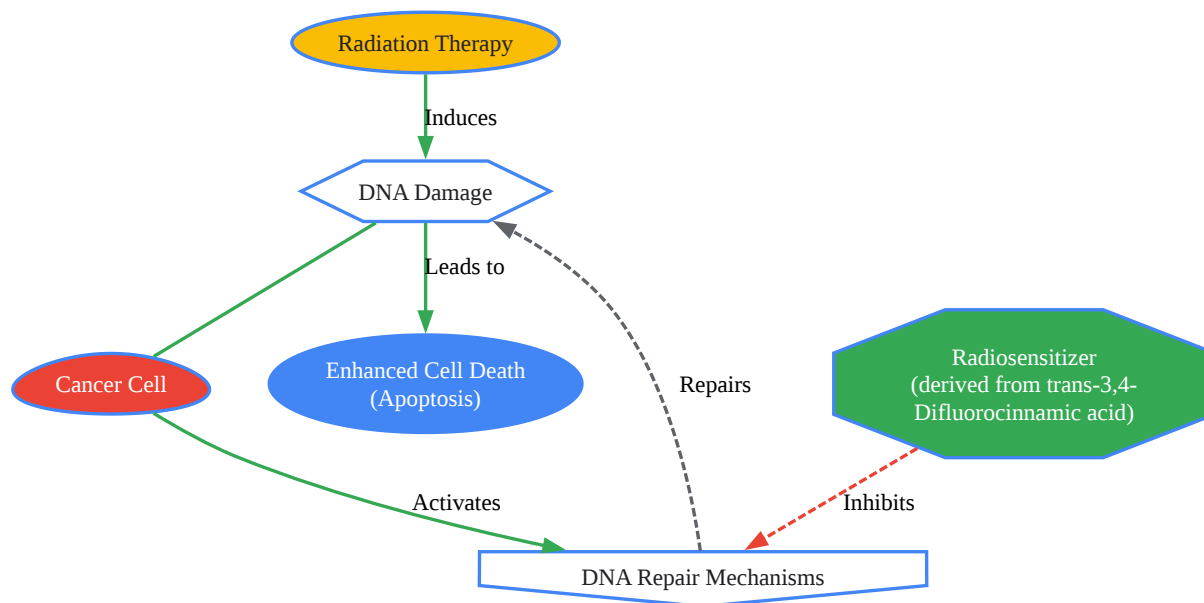 Radiation Therapy
Induces
DNA Damage
Leads to
Cancer Cell
Enhanced Cell Death
(Apoptosis)
Repairs
Radiosensitizer
(derived from trans-3,4-
Difluorocinnamic acid)
Activates
Inhibits
DNA Repair Mechanisms